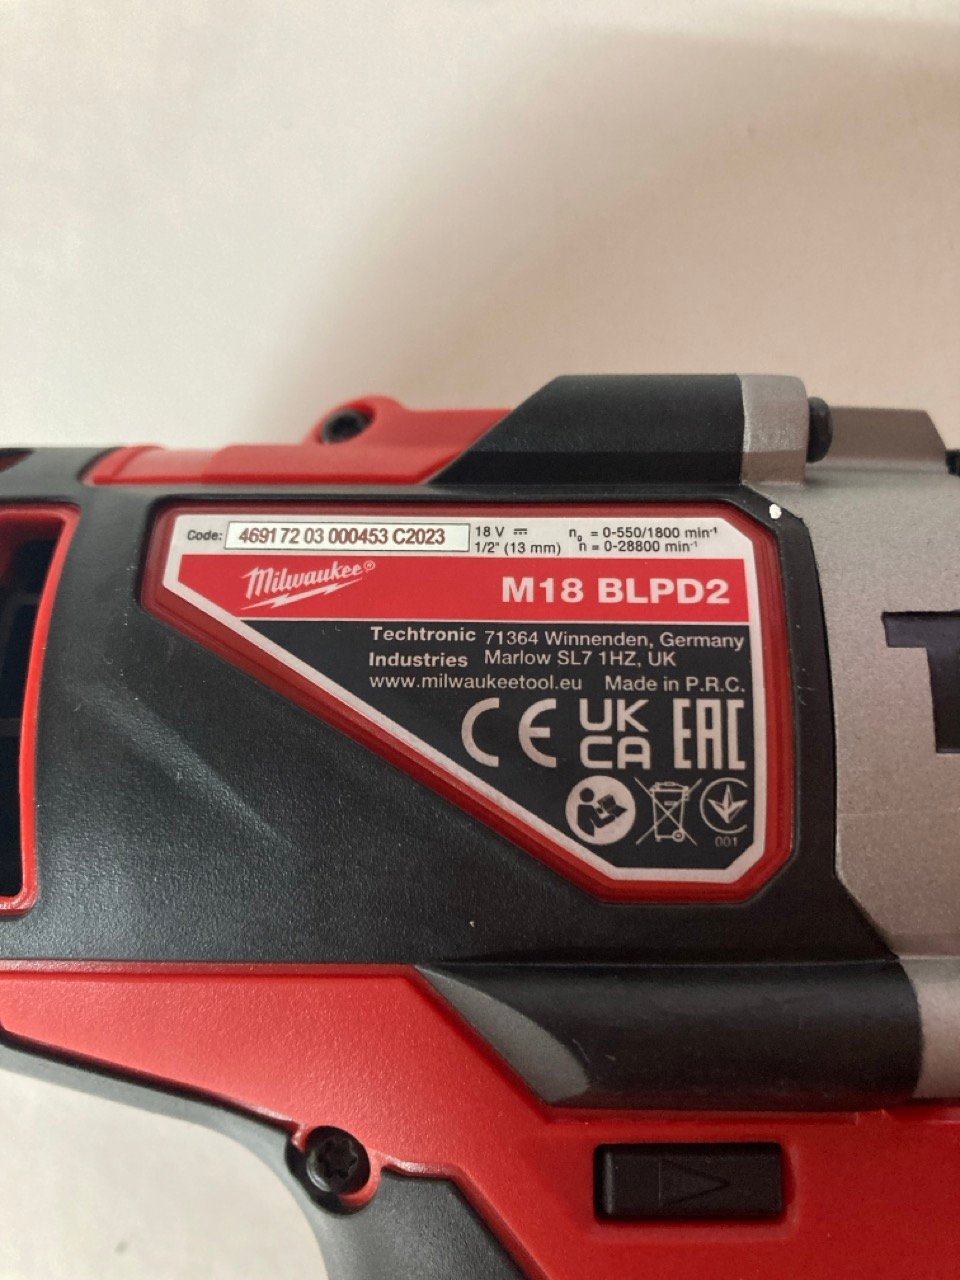 Code: 469172 03 000453 C2023
18 V ⎓ n₀ = 0-550/1800 min⁻¹
1/2" (13 mm) n = 0-28800 min⁻¹
Milwaukee®
M18 BLPD2
Techtronic 71364 Winnenden, Germany
Industries Marlow SL7 1HZ, UK
www.milwaukeetool.eu Made in P.R.C.
CE UK CA EAC
001